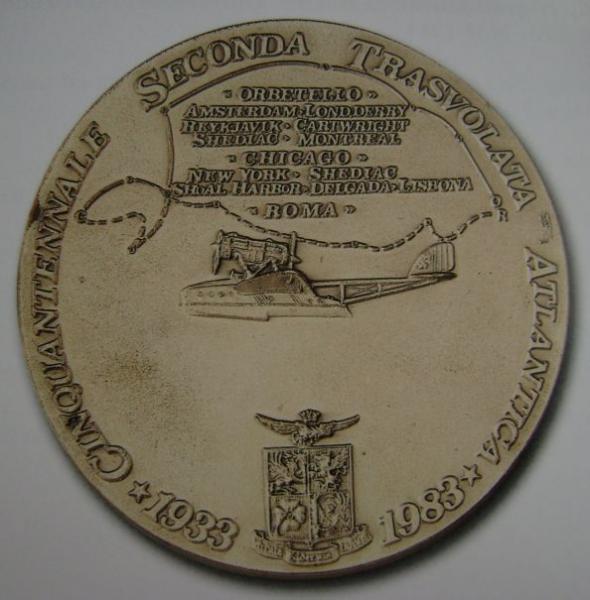 CINQUANTENNALE SECONDA TRASVOLATA ATLANTICA
« ORBETELLO »
AMSTERDAM · LONDDERRY
REYKJAVIK · CARTWRIGHT
SHEDIAC · MONTREAL
« CHICAGO »
NEW YORK · SHEDIAC
SHOAL HARBOR · DELGADA · LISBONA
« ROMA »
★ 1933
1983 ★